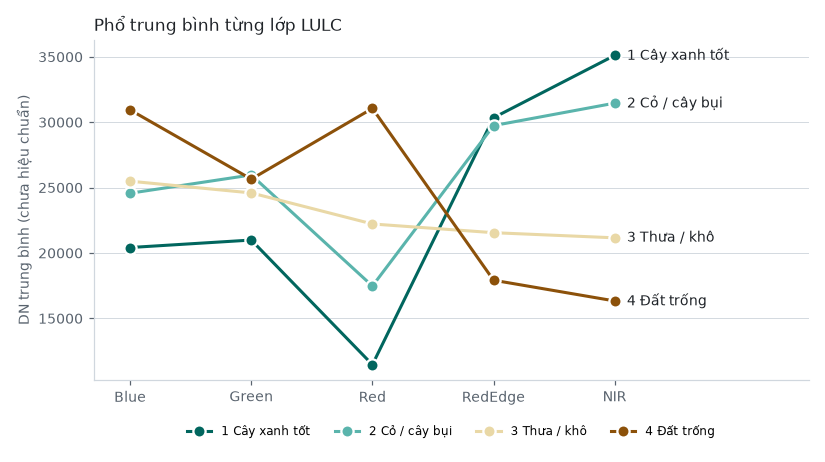 Phổ trung bình từng lớp LULC
DN trung bình (chưa hiệu chuẩn)
35000
30000
25000
20000
15000
Blue
Green
Red
RedEdge
NIR
1 Cây xanh tốt
2 Cỏ / cây bụi
3 Thưa / khô
4 Đất trống
1 Cây xanh tốt
2 Cỏ / cây bụi
3 Thưa / khô
4 Đất trống